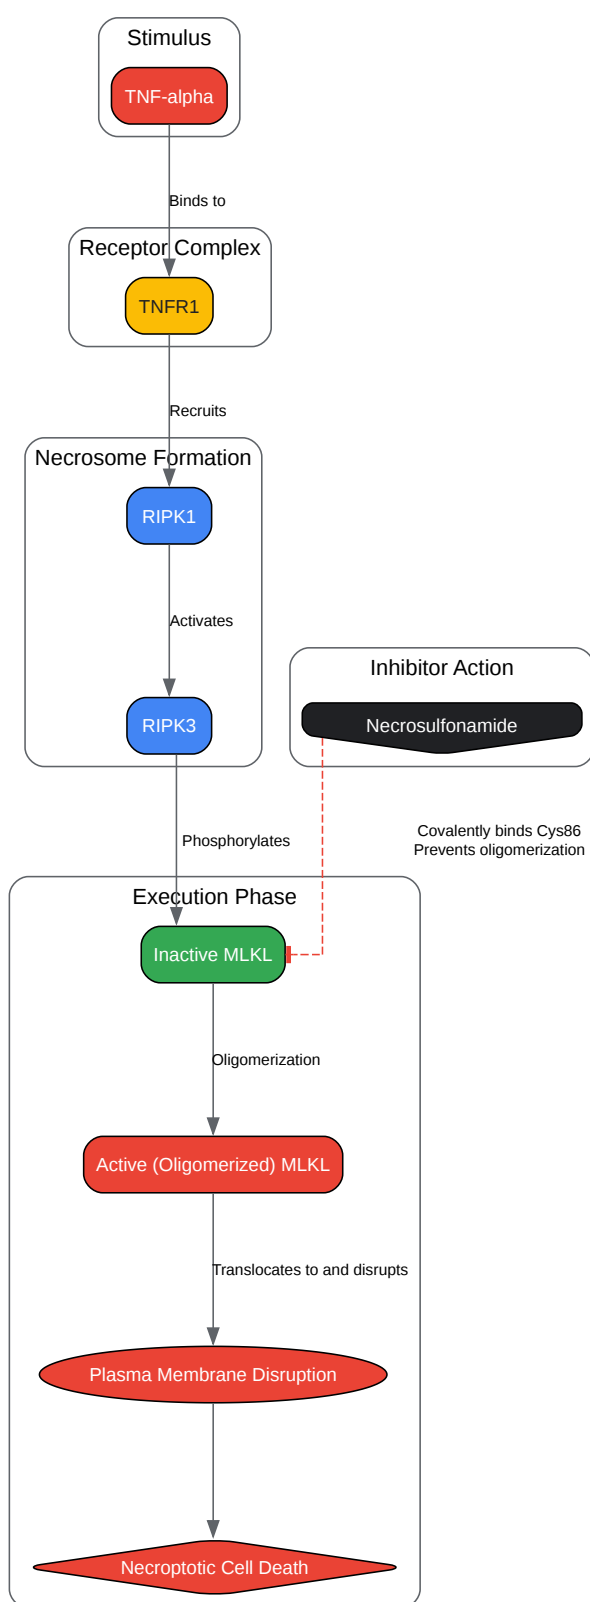 Stimulus
TNF-alpha
Binds to
Receptor Complex
TNFR1
Recruits
Necrosome Formation
RIPK1
Activates
Inhibitor Action
RIPK3
Necrosulfonamide
Phosphorylates
Covalently binds Cys86
Prevents oligomerization
Execution Phase
Inactive MLKL
Oligomerization
Active (Oligomerized) MLKL
Translocates to and disrupts
Plasma Membrane Disruption
Necroptotic Cell Death